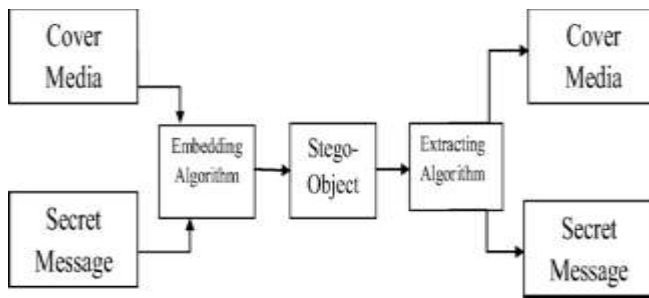 Cover
Media
Secret
Message
Embedding
Algorithm
Stego-
Object
Extracting
Algorithm
Cover
Media
Secret
Message